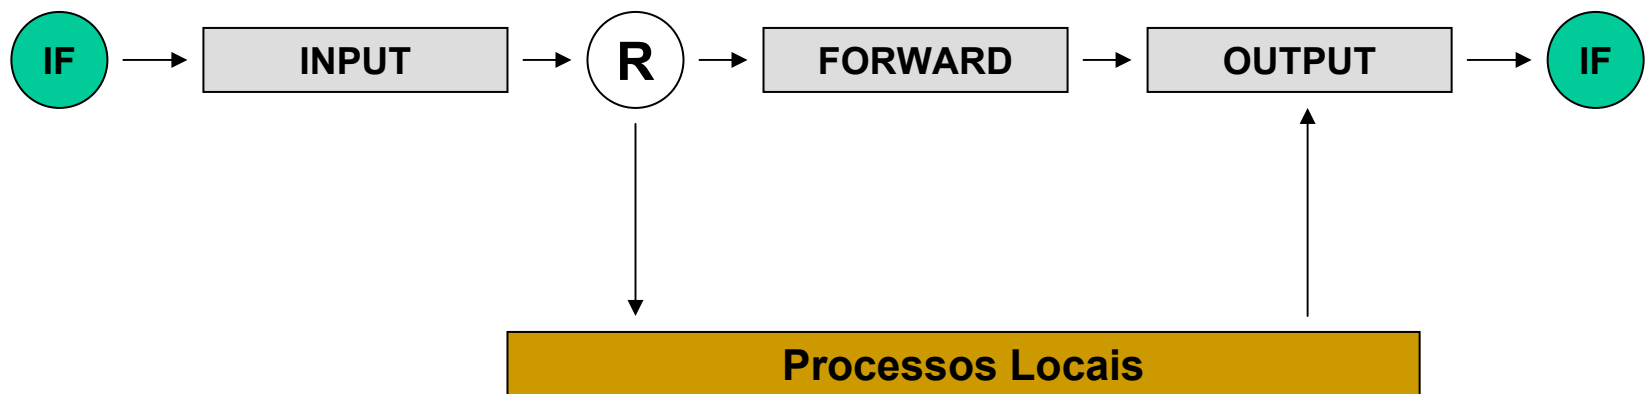 IF
INPUT
R
FORWARD
OUTPUT
IF
Processos Locais